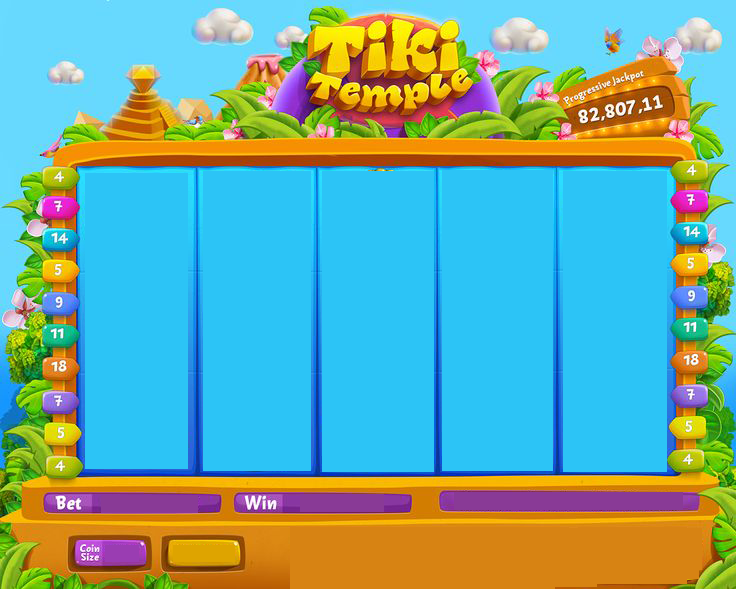 Tiki
Temple
Progressive Jackpot
82,807,11
4 4
7 7
14 14
5 5
9 9
11 11
18 18
7 7
5 5
4 4
Bet Win
Coin
Size